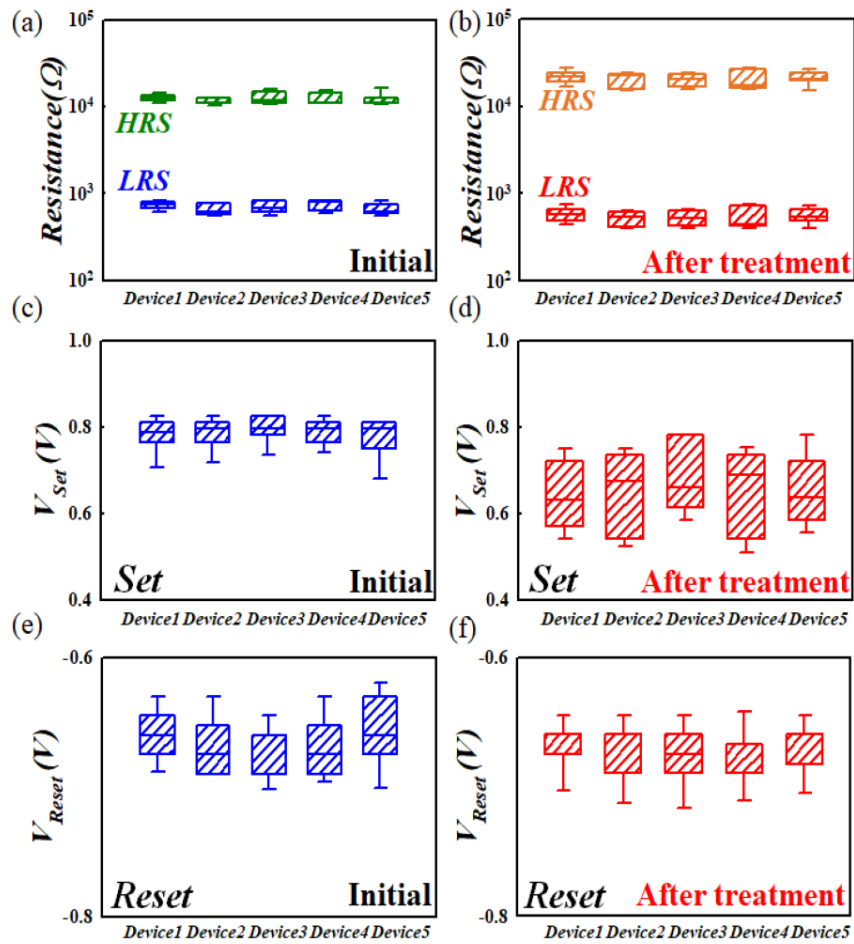 (a)
10⁵
10⁴
10³
10²
Resistance(Ω)
HRS
LRS
Initial
Device1 Device2 Device3 Device4 Device5
(b)
10⁵
10⁴
10³
10²
Resistance(Ω)
HRS
LRS
After treatment
Device1 Device2 Device3 Device4 Device5
(c)
1.0
0.8
0.6
0.4
V_Set (V)
Set
Initial
Device1 Device2 Device3 Device4 Device5
(d)
1.0
0.8
0.6
0.4
V_Set (V)
Set
After treatment
Device1 Device2 Device3 Device4 Device5
(e)
-0.6
-0.8
V_Reset (V)
Reset
Initial
Device1 Device2 Device3 Device4 Device5
(f)
-0.6
-0.8
V_Reset (V)
Reset
After treatment
Device1 Device2 Device3 Device4 Device5